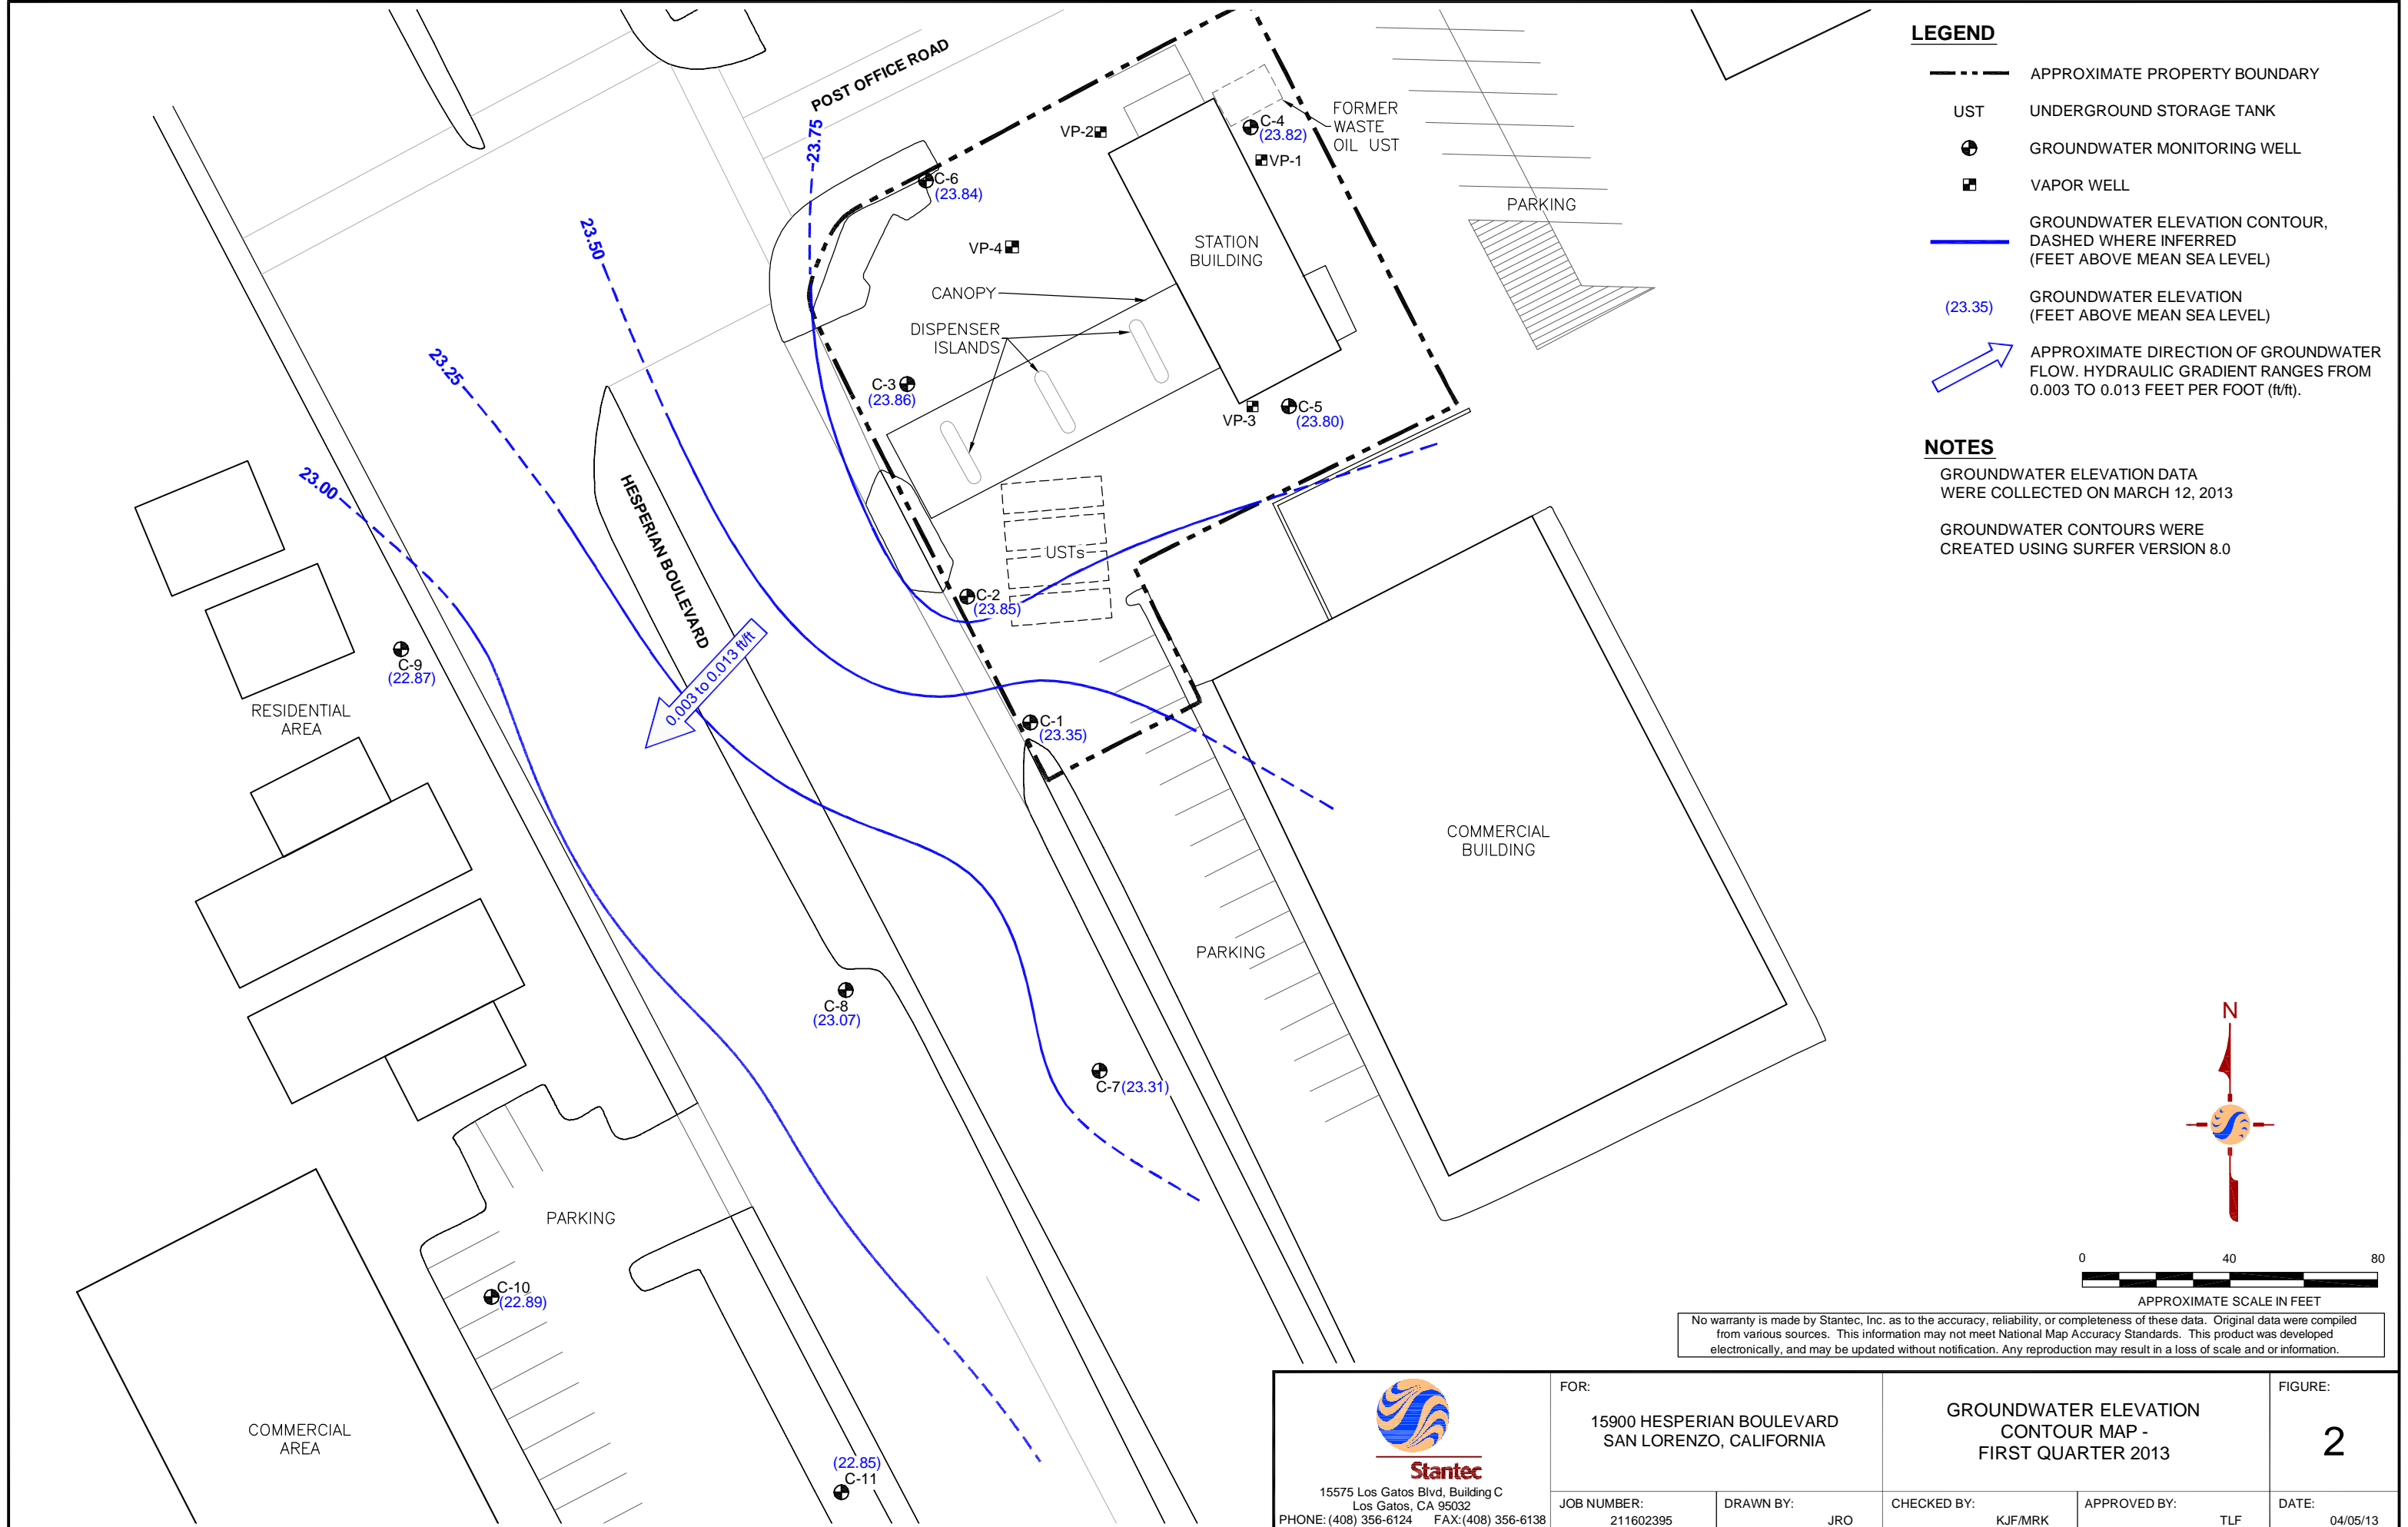 POST OFFICE ROAD
23.75
23.50
23.25
23.00
HESPERIAN BOULEVARD
0.003 to 0.013 ft/ft
VP-2
C-4
(23.82)
VP-1
FORMER
WASTE
OIL UST
C-6
(23.84)
VP-4
STATION
BUILDING
PARKING
CANOPY
DISPENSER
ISLANDS
C-3
(23.86)
VP-3
C-5
(23.80)
USTs
C-2
(23.85)
C-1
(23.35)
C-9
(22.87)
RESIDENTIAL
AREA
COMMERCIAL
BUILDING
PARKING
C-8
(23.07)
C-7 (23.31)
PARKING
C-10
(22.89)
COMMERCIAL
AREA
(22.85)
C-11
LEGEND
APPROXIMATE PROPERTY BOUNDARY
UST UNDERGROUND STORAGE TANK
GROUNDWATER MONITORING WELL
VAPOR WELL
GROUNDWATER ELEVATION CONTOUR,
DASHED WHERE INFERRED
(FEET ABOVE MEAN SEA LEVEL)
(23.35) GROUNDWATER ELEVATION
(FEET ABOVE MEAN SEA LEVEL)
APPROXIMATE DIRECTION OF GROUNDWATER
FLOW. HYDRAULIC GRADIENT RANGES FROM
0.003 TO 0.013 FEET PER FOOT (ft/ft).
NOTES
GROUNDWATER ELEVATION DATA
WERE COLLECTED ON MARCH 12, 2013
GROUNDWATER CONTOURS WERE
CREATED USING SURFER VERSION 8.0
N
0 40 80
APPROXIMATE SCALE IN FEET
No warranty is made by Stantec, Inc. as to the accuracy, reliability, or completeness of these data. Original data were compiled
from various sources. This information may not meet National Map Accuracy Standards. This product was developed
electronically, and may be updated without notification. Any reproduction may result in a loss of scale and or information.
Stantec
15575 Los Gatos Blvd, Building C
Los Gatos, CA 95032
PHONE: (408) 356-6124 FAX: (408) 356-6138
FOR:
15900 HESPERIAN BOULEVARD
SAN LORENZO, CALIFORNIA
GROUNDWATER ELEVATION
CONTOUR MAP -
FIRST QUARTER 2013
FIGURE:
2
JOB NUMBER:
211602395
DRAWN BY:
JRO
CHECKED BY:
KJF/MRK
APPROVED BY:
TLF
DATE:
04/05/13